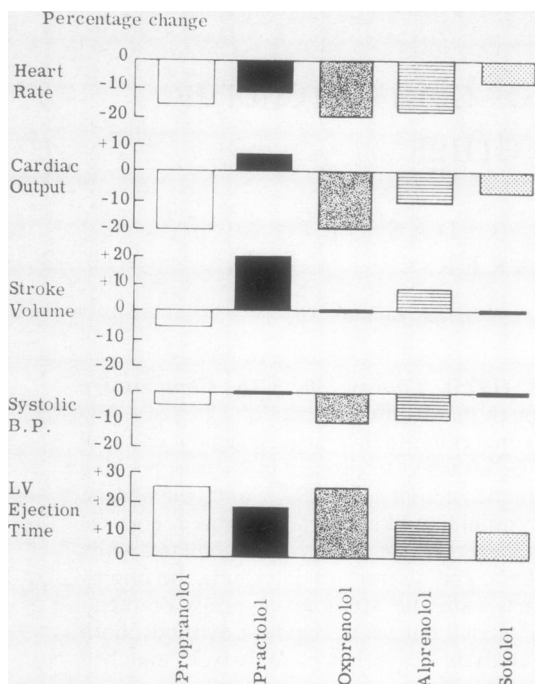 Percentage change
Heart
Rate
0
-10
-20
Cardiac
Output
+10
0
-10
-20
Stroke
Volume
+20
+10
0
-10
-20
Systolic
B.P.
0
-10
-20
LV
Ejection
Time
+30
+20
+10
0
Propranolol
Practolol
Oxprenolol
Alprenolol
Sotolol